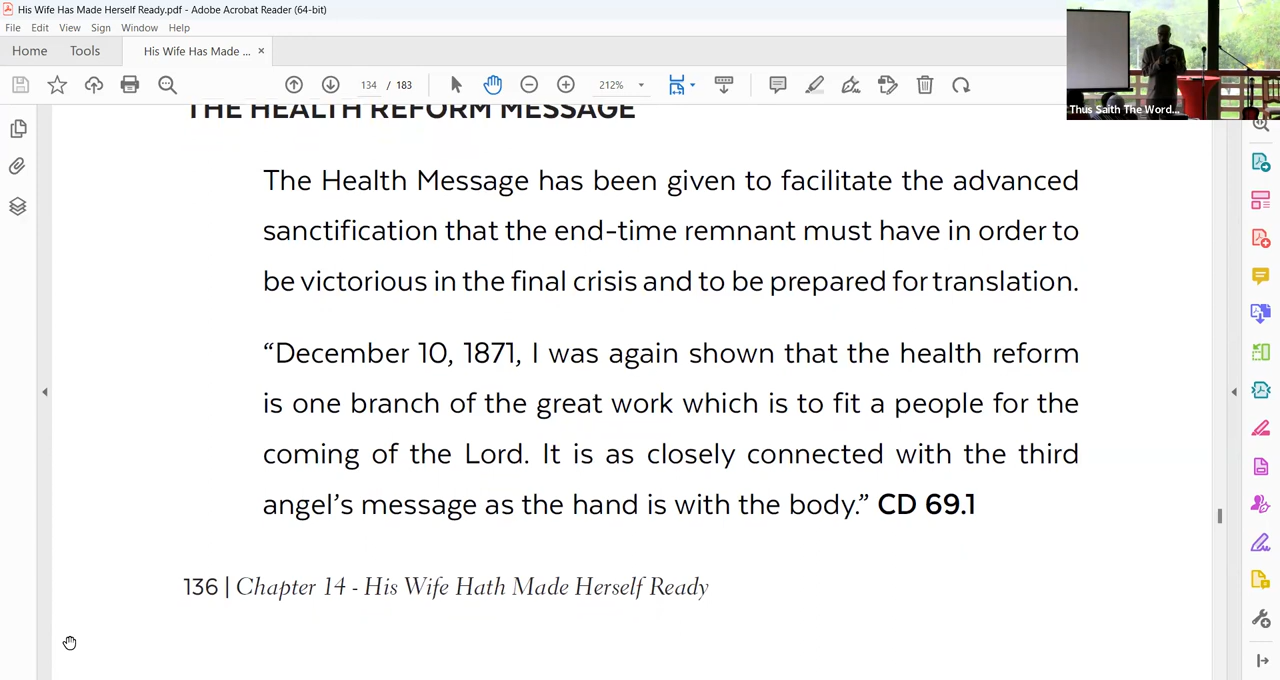 His Wife Has Made Herself Ready.pdf - Adobe Acrobat Reader (64-bit)
File Edit View Sign Window Help
Home Tools His Wife Has Made ... ×
134 / 183 212%
Thus Saith The Word...
THE HEALTH REFORM MESSAGE
The Health Message has been given to facilitate the advanced
sanctification that the end-time remnant must have in order to
be victorious in the final crisis and to be prepared for translation.
“December 10, 1871, I was again shown that the health reform
is one branch of the great work which is to fit a people for the
coming of the Lord. It is as closely connected with the third
angel’s message as the hand is with the body.” CD 69.1
136 | Chapter 14 - His Wife Hath Made Herself Ready